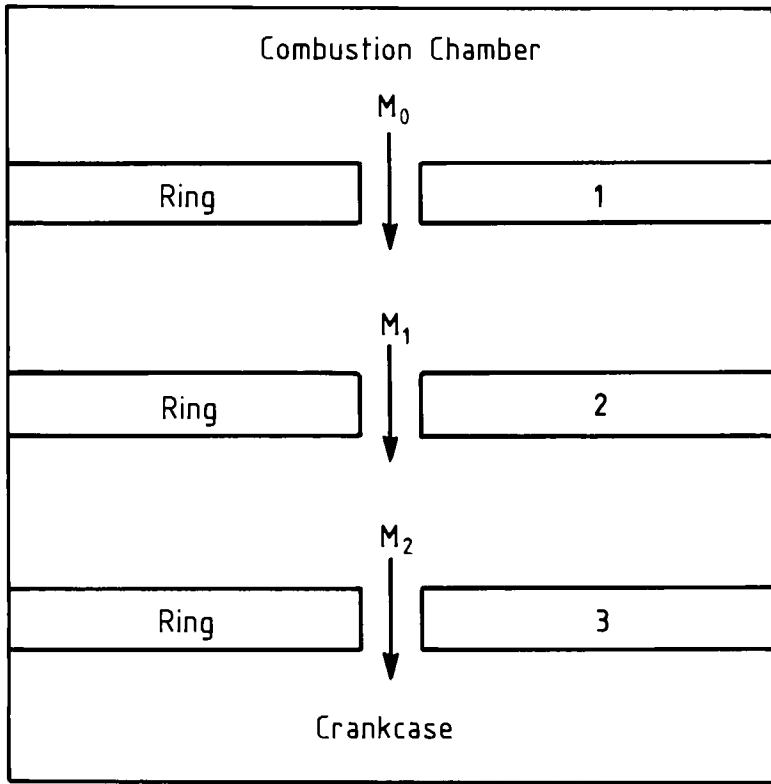 Combustion Chamber
M₀
Ring 1
M₁
Ring 2
M₂
Ring 3
Crankcase